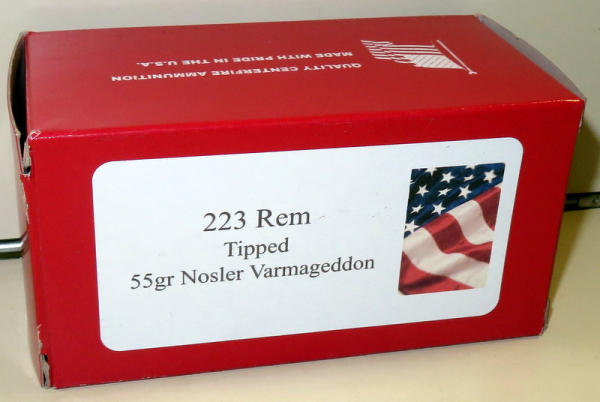 QUALITY CENTERFIRE AMMUNITION
MADE WITH PRIDE IN THE U.S.A.
223 Rem
Tipped
55gr Nosler Varmageddon